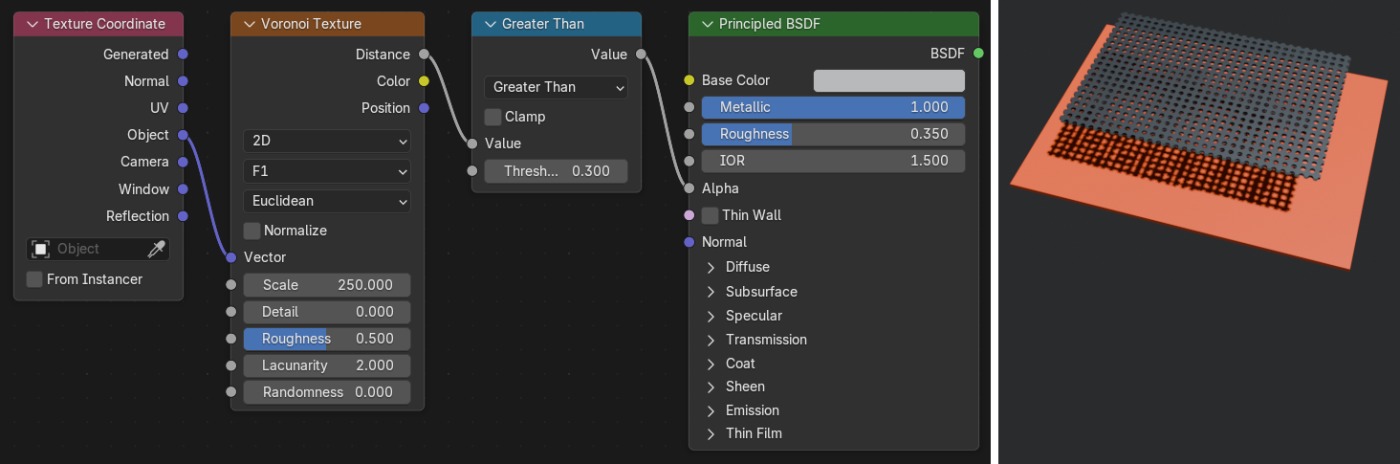 Texture Coordinate
Generated
Normal
UV
Object
Camera
Window
Reflection
Object
From Instancer
Voronoi Texture
Distance
Color
Position
2D
F1
Euclidean
Normalize
Vector
Scale 250.000
Detail 0.000
Roughness 0.500
Lacunarity 2.000
Randomness 0.000
Greater Than
Value
Greater Than
Clamp
Value
Thresh... 0.300
Principled BSDF
BSDF
Base Color
Metallic 1.000
Roughness 0.350
IOR 1.500
Alpha
Thin Wall
Normal
Diffuse
Subsurface
Specular
Transmission
Coat
Sheen
Emission
Thin Film